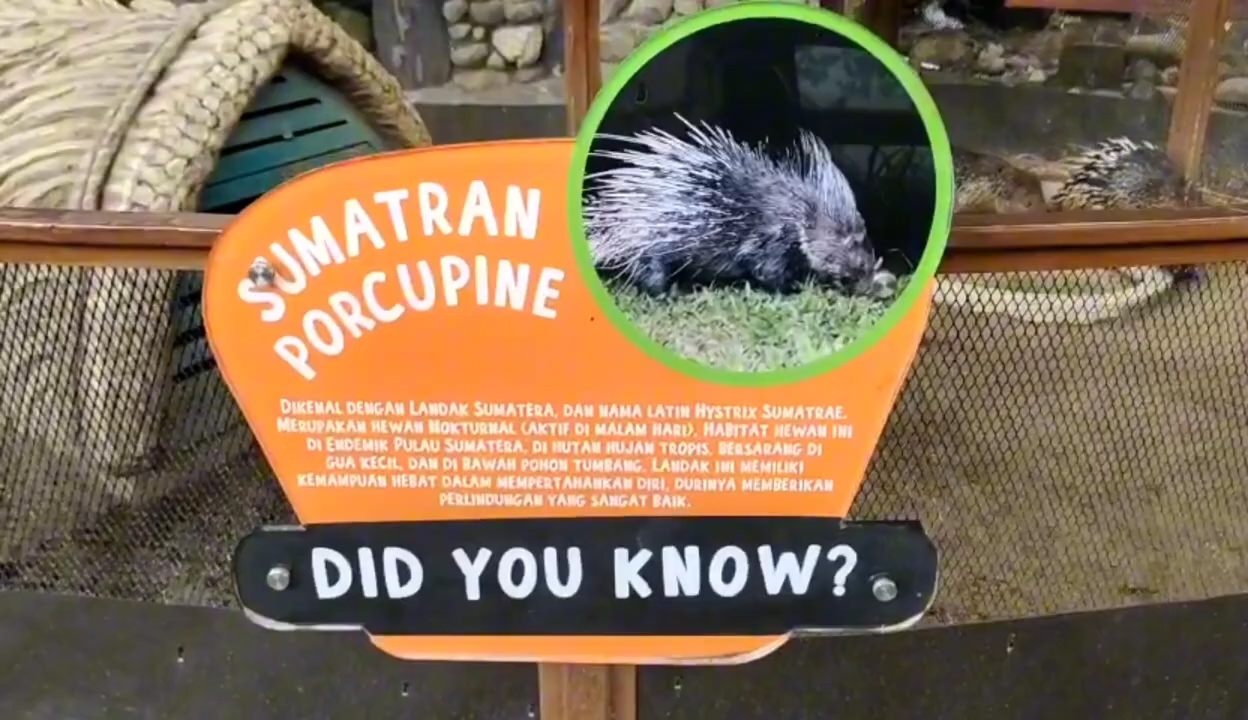 SUMATRAN
PORCUPINE
DIKENAL DENGAN LANDAK SUMATERA, DAN NAMA LATIN HYSTRIX SUMATRAE.
MERUPAKAN HEWAN NOKTURNAL (AKTIF DI MALAM HARI). HABITAT HEWAN INI
DI ENDEMIK PULAU SUMATERA. DI HUTAN HUJAN TROPIS. BERSARANG DI
GUA KECIL, DAN DI BAWAH POHON TUMBANG. LANDAK INI MEMILIKI
KEMAMPUAN HEBAT DALAM MEMPERTAHANKAN DIRI, DURINYA MEMBERIKAN
PERLINDUNGAN YANG SANGAT BAIK.
DID YOU KNOW?